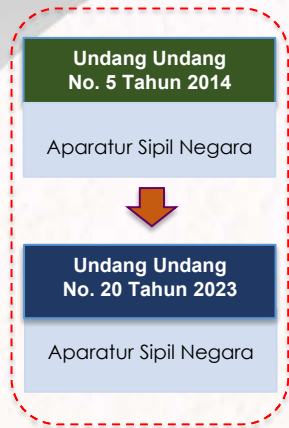 Undang Undang
No. 5 Tahun 2014
Aparatur Sipil Negara
Undang Undang
No. 20 Tahun 2023
Aparatur Sipil Negara